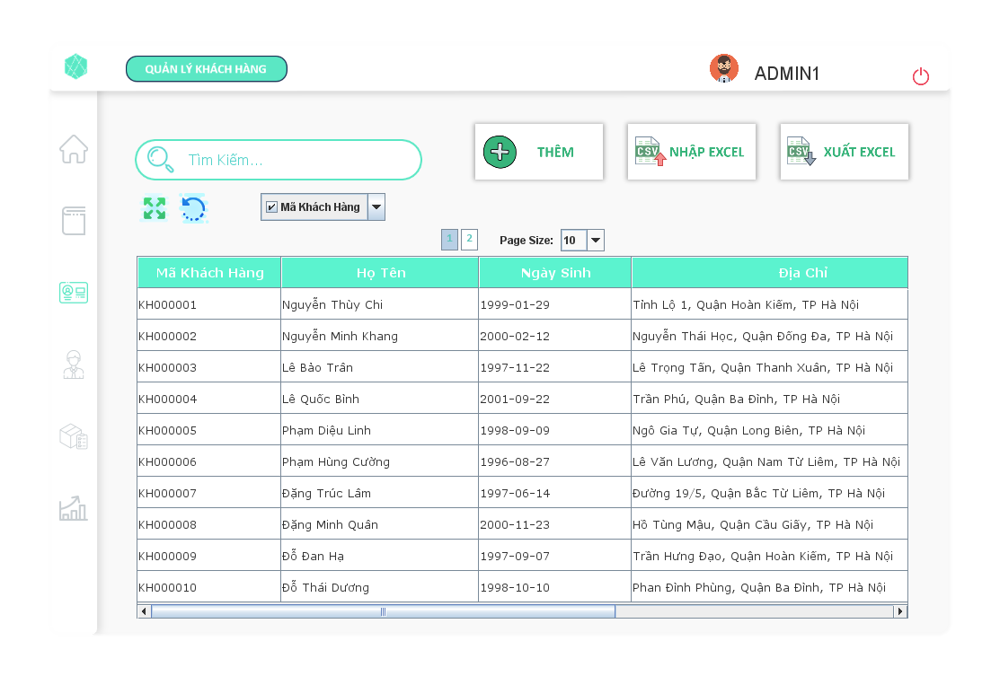 QUẢN LÝ KHÁCH HÀNG
ADMIN1
Tìm Kiếm...
THÊM
CSV NHẬP EXCEL
CSV XUẤT EXCEL
Mã Khách Hàng
1 2 Page Size: 10
Mã Khách Hàng Họ Tên Ngày Sinh Địa Chỉ
KH000001 Nguyễn Thùy Chi 1999-01-29 Tỉnh Lộ 1, Quận Hoàn Kiếm, TP Hà Nội
KH000002 Nguyễn Minh Khang 2000-02-12 Nguyễn Thái Học, Quận Đống Đa, TP Hà Nội
KH000003 Lê Bảo Trân 1997-11-22 Lê Trọng Tấn, Quận Thanh Xuân, TP Hà Nội
KH000004 Lê Quốc Bình 2001-09-22 Trần Phú, Quận Ba Đình, TP Hà Nội
KH000005 Phạm Diệu Linh 1998-09-09 Ngô Gia Tự, Quận Long Biên, TP Hà Nội
KH000006 Phạm Hùng Cường 1996-08-27 Lê Văn Lương, Quận Nam Từ Liêm, TP Hà Nội
KH000007 Đặng Trúc Lâm 1997-06-14 Đường 19/5, Quận Bắc Từ Liêm, TP Hà Nội
KH000008 Đặng Minh Quân 2000-11-23 Hồ Tùng Mậu, Quận Cầu Giấy, TP Hà Nội
KH000009 Đỗ Đan Hạ 1997-09-07 Trần Hưng Đạo, Quận Hoàn Kiếm, TP Hà Nội
KH000010 Đỗ Thái Dương 1998-10-10 Phan Đình Phùng, Quận Ba Đình, TP Hà Nội